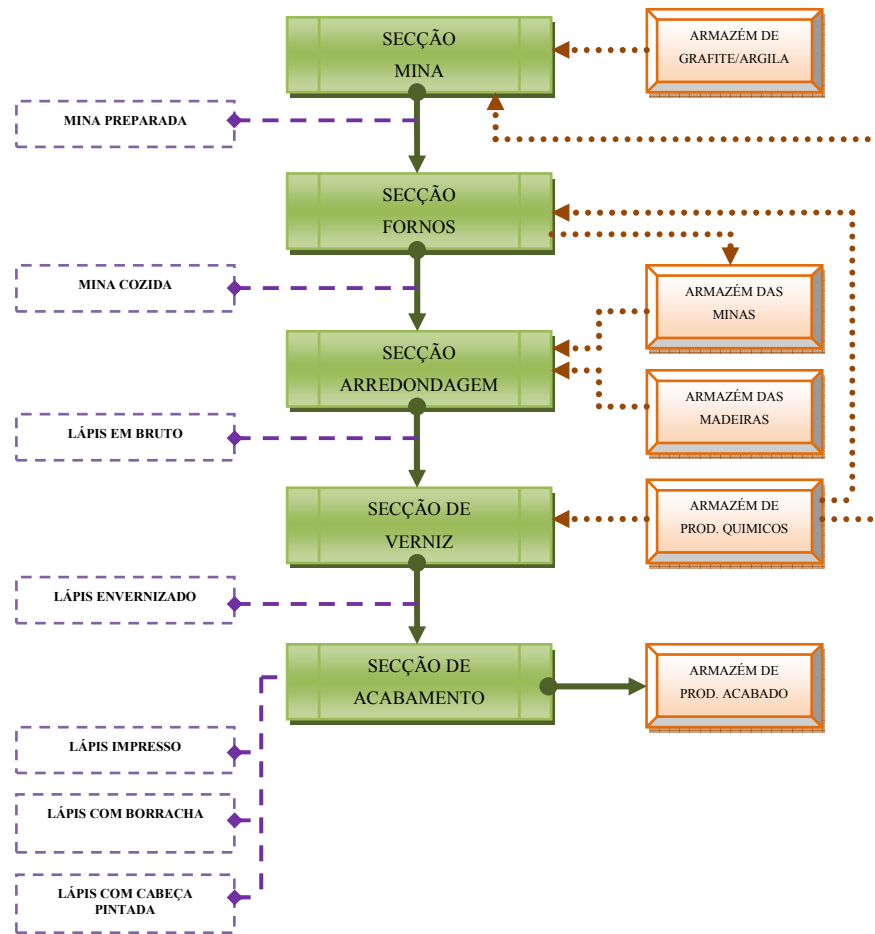 SECÇÃO
MINA
ARMAZÉM DE
GRAFITE/ARGILA
MINA PREPARADA
SECÇÃO
FORNOS
MINA COZIDA
ARMAZÉM DAS
MINAS
SECÇÃO
ARREDONDAGEM
ARMAZÉM DAS
MADEIRAS
LÁPIS EM BRUTO
SECÇÃO DE
VERNIZ
ARMAZÉM DE
PROD. QUIMICOS
LÁPIS ENVERNIZADO
SECÇÃO DE
ACABAMENTO
ARMAZÉM DE
PROD. ACABADO
LÁPIS IMPRESSO
LÁPIS COM BORRACHA
LÁPIS COM CABEÇA
PINTADA